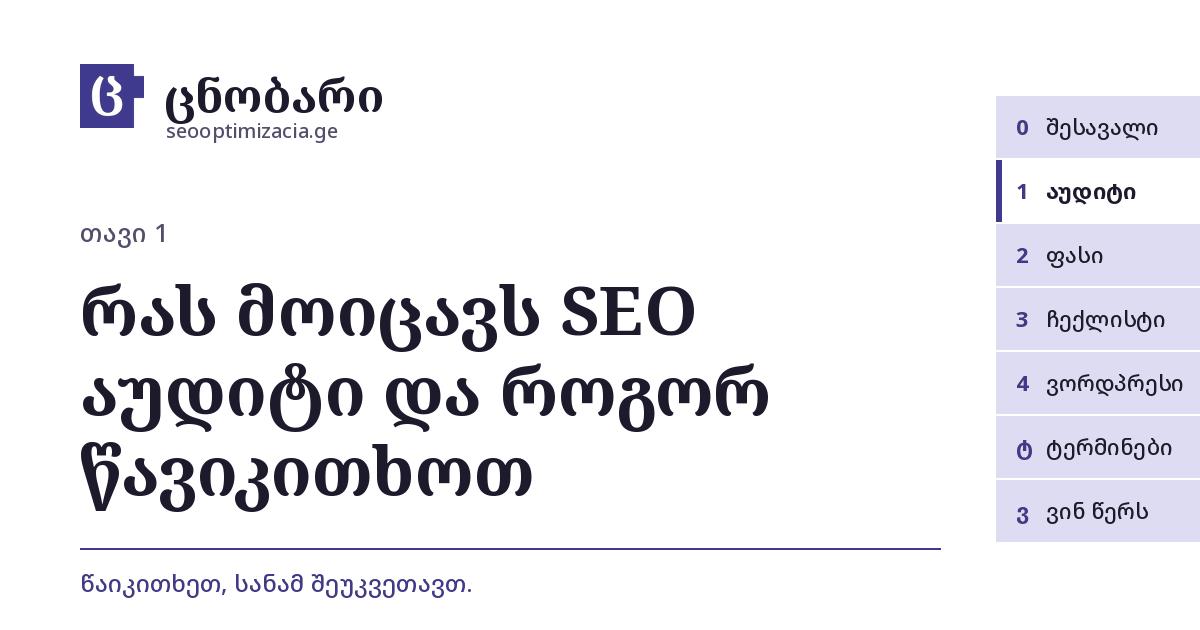 ც ცნობარი
seooptimizacia.ge
თავი 1
რას მოიცავს SEO
აუდიტი და როგორ
წავიკითხოთ
წაიკითხეთ, სანამ შეუკვეთავთ.
0 შესავალი
1 აუდიტი
2 ფასი
3 ჩექლისტი
4 ვორდპრესი
ტ ტერმინები
ვ ვინ წერს